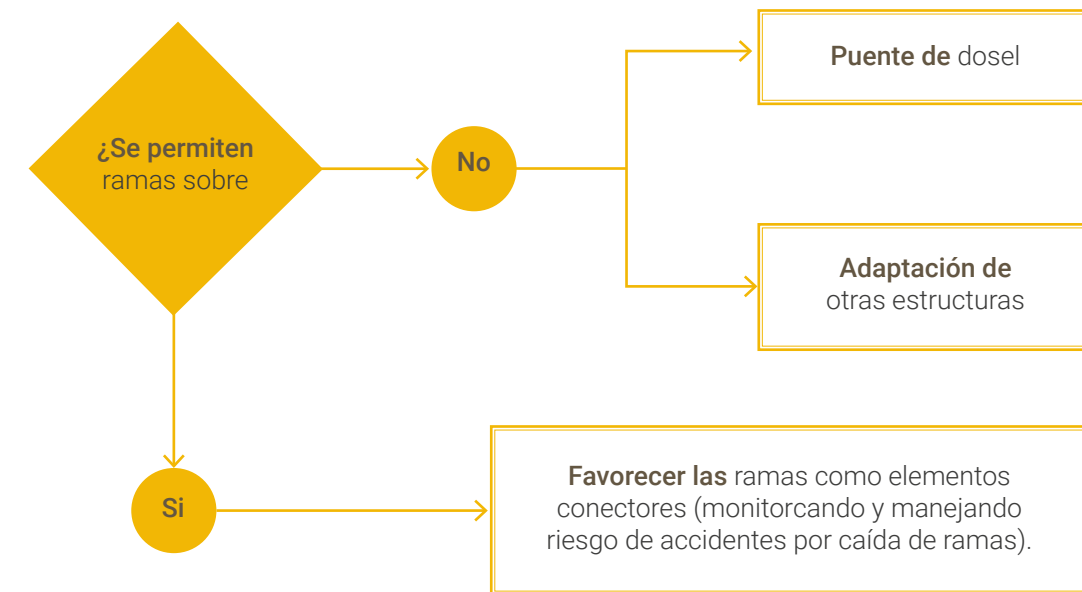 ¿Se permiten
ramas sobre
No
Puente de dosel
Adaptación de
otras estructuras
Si
Favorecer las ramas como elementos
conectores (monitorcando y manejando
riesgo de accidentes por caída de ramas).